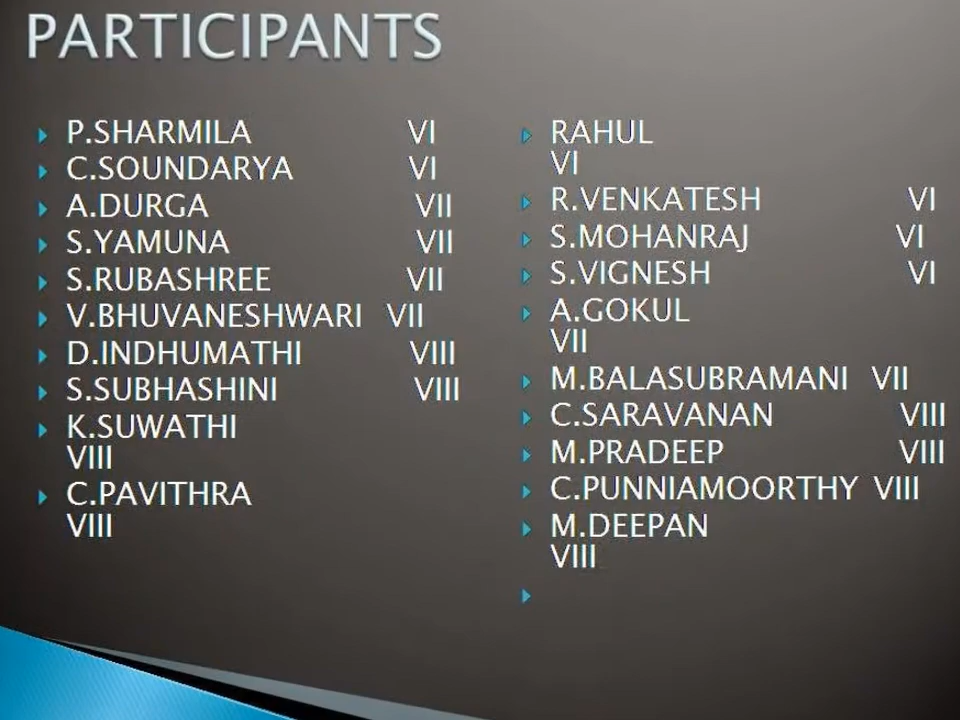 PARTICIPANTS
P.SHARMILA VI
C.SOUNDARYA VI
A.DURGA VII
S.YAMUNA VII
S.RUBASHREE VII
V.BHUVANESHWARI VII
D.INDHUMATHI VIII
S.SUBHASHINI VIII
K.SUWATHI
VIII
C.PAVITHRA
VIII
RAHUL
VI
R.VENKATESH VI
S.MOHANRAJ VI
S.VIGNESH VI
A.GOKUL
VII
M.BALASUBRAMANI VII
C.SARAVANAN VIII
M.PRADEEP VIII
C.PUNNIAMOORTHY VIII
M.DEEPAN
VIII